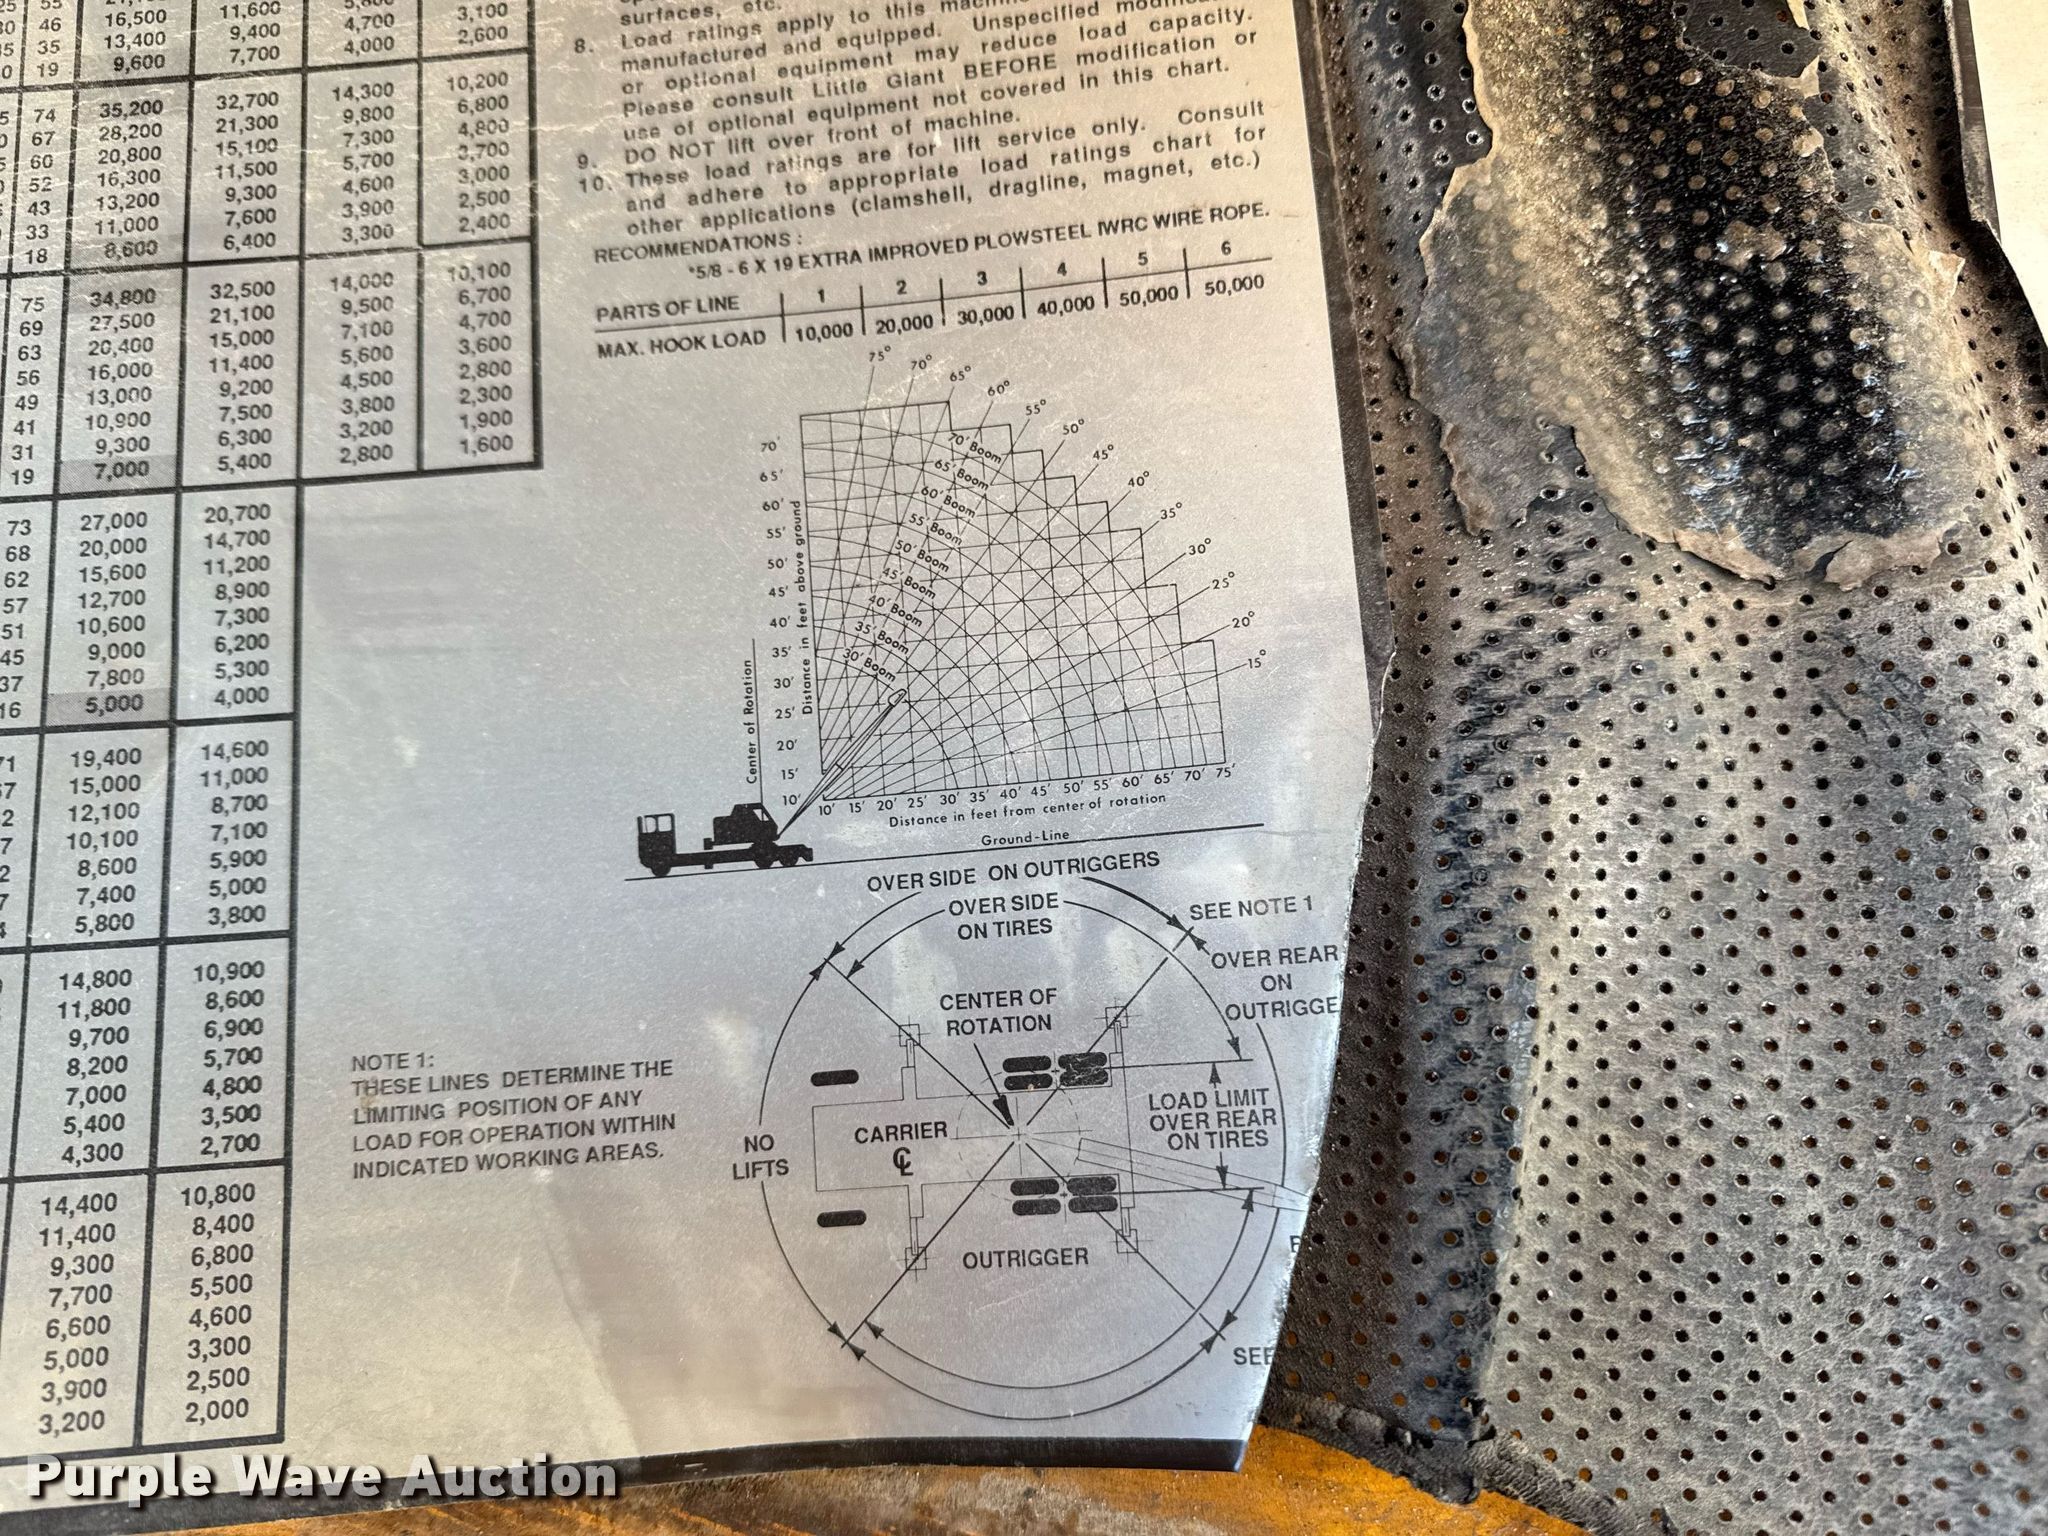 25 55
30 46 16,500 11,600 3,100
35 35 13,400 9,400 4,700 2,600
0 19 9,600 7,700 4,000
5 74 35,200 32,700 14,300 10,200
0 67 28,200 21,300 9,800 6,800
5 60 20,800 15,100 7,300 4,800
52 16,300 11,500 5,700 3,700
43 13,200 9,300 4,600 3,000
33 11,000 7,600 3,900 2,500
18 8,600 6,400 3,300 2,400
75 34,800 32,500 14,000 10,100
69 27,500 21,100 9,500 6,700
63 20,400 15,000 7,100 4,700
56 16,000 11,400 5,600 3,600
49 13,000 9,200 4,500 2,800
41 10,900 7,500 3,800 2,300
31 9,300 6,300 3,200 1,900
19 7,000 5,400 2,800 1,600
73 27,000 20,700
68 20,000 14,700
62 15,600 11,200
57 12,700 8,900
51 10,600 7,300
45 9,000 6,200
37 7,800 5,300
16 5,000 4,000
71 19,400 14,600
67 15,000 11,000
2 12,100 8,700
7 10,100 7,100
2 8,600 5,900
7 7,400 5,000
4 5,800 3,800
14,800 10,900
11,800 8,600
9,700 6,900
8,200 5,700
7,000 4,800
5,400 3,500
4,300 2,700
14,400 10,800
11,400 8,400
9,300 6,800
7,700 5,500
6,600 4,600
5,000 3,300
3,900 2,500
3,200 2,000
surfaces, etc.
8. Load ratings apply to this
manufactured and equipped. Unspecified
or optional equipment may reduce load capacity.
Please consult Little Giant BEFORE modification or
use of optional equipment not covered in this chart.
9. DO NOT lift over front of machine.
10. These load ratings are for lift service only. Consult
and adhere to appropriate load ratings chart for
other applications (clamshell, dragline, magnet, etc.)
RECOMMENDATIONS :
*5/8 - 6 X 19 EXTRA IMPROVED PLOWSTEEL IWRC WIRE ROPE.
PARTS OF LINE 1 2 3 4 5 6
MAX. HOOK LOAD 10,000 20,000 30,000 40,000 50,000 50,000
75° 70° 65° 60° 55° 50° 45° 40° 35° 30° 25° 20° 15°
70' 65' 60' 55' 50' 45' 40' 35' 30' 25' 20' 15' 10'
70' Boom
65' Boom
60' Boom
55' Boom
50' Boom
45' Boom
40' Boom
35' Boom
30' Boom
Distance in feet above ground
Center of Rotation
10' 15' 20' 25' 30' 35' 40' 45' 50' 55' 60' 65' 70' 75'
Distance in feet from center of rotation
Ground-Line
OVER SIDE ON OUTRIGGERS
OVER SIDE
ON TIRES
SEE NOTE 1
OVER REAR
ON
OUTRIGGE
CENTER OF
ROTATION
LOAD LIMIT
OVER REAR
ON TIRES
CARRIER
CL
NO
LIFTS
OUTRIGGER
SEE
NOTE 1:
THESE LINES DETERMINE THE
LIMITING POSITION OF ANY
LOAD FOR OPERATION WITHIN
INDICATED WORKING AREAS.
Purple Wave Auction